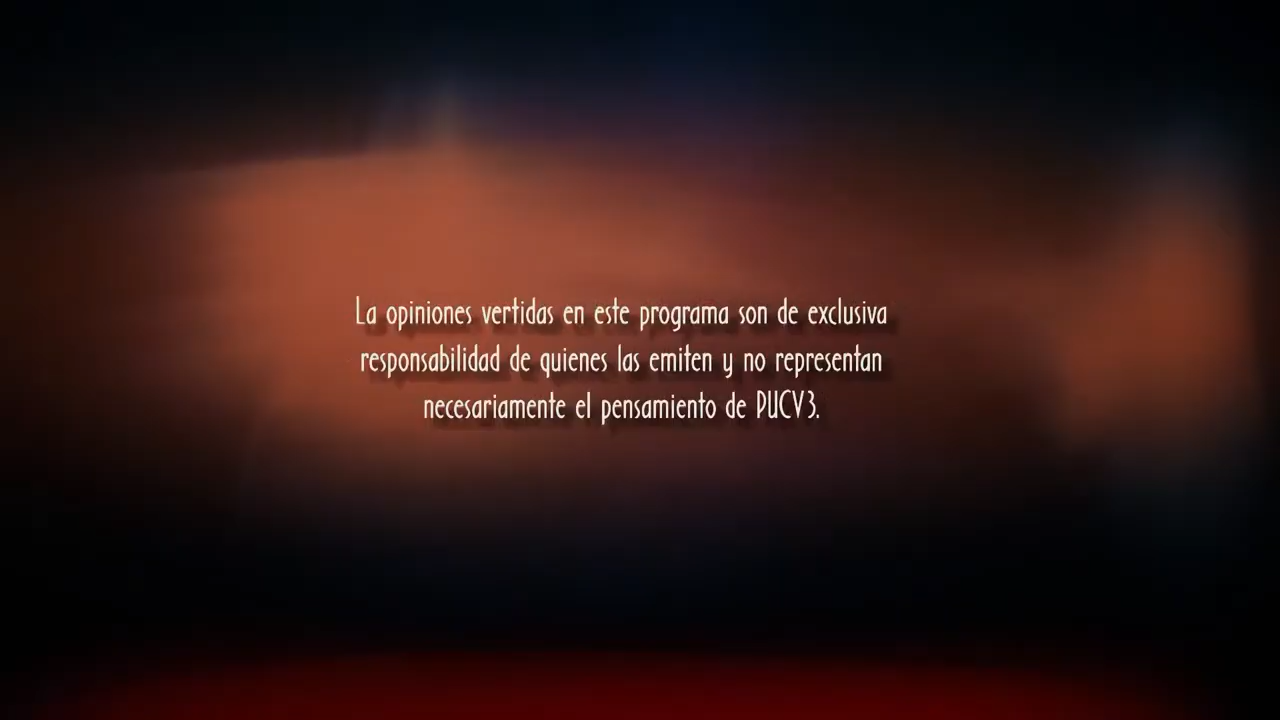 La opiniones vertidas en este programa son de exclusiva
responsabilidad de quienes las emiten y no representan
necesariamente el pensamiento de PUCV3.